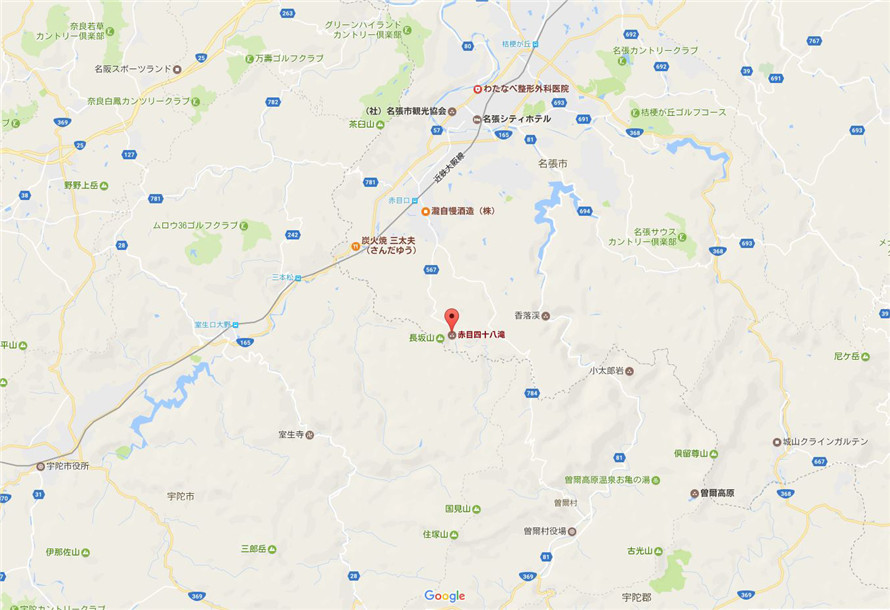 263
767
グリーンハイランド
カントリー倶楽部
奈良若草
カントリー倶楽部
692
80
桔梗が丘
名張カントリークラブ
25
万壽ゴルフクラブ
名阪スポーツランド
692
39
691
わたなべ整形外科医院
奈良白鳳カンツリークラブ
782
(社)名張市観光協会
693
桔梗が丘ゴルフコース
369
茶臼山
57
名張シティホテル
691
165
81
368
693
25
近鉄大阪線
127
名張市
781
野野上岳
38
781
赤目口
瀧自慢酒造(株)
694
ムロウ36ゴルフクラブ
242
炭火焼 三太夫
(さんだゆう)
名張サウス
カントリー倶楽部
693
28
368
三本松
567
室生口大野
香落渓
165
長坂山
赤目四十八滝
平山
尼ケ岳
小太郎岩
784
室生寺
城山クラインガルテン
倶留尊山
81
667
宇陀市役所
曽爾高原温泉お亀の湯
31
宇陀市
曽爾高原
368
曽爾村
国見山
住塚山
曽爾村役場
伊那佐山
三郎岳
古光山
81
28
369
369
Google
宇陀郡
369
宇陀カントリークラブ